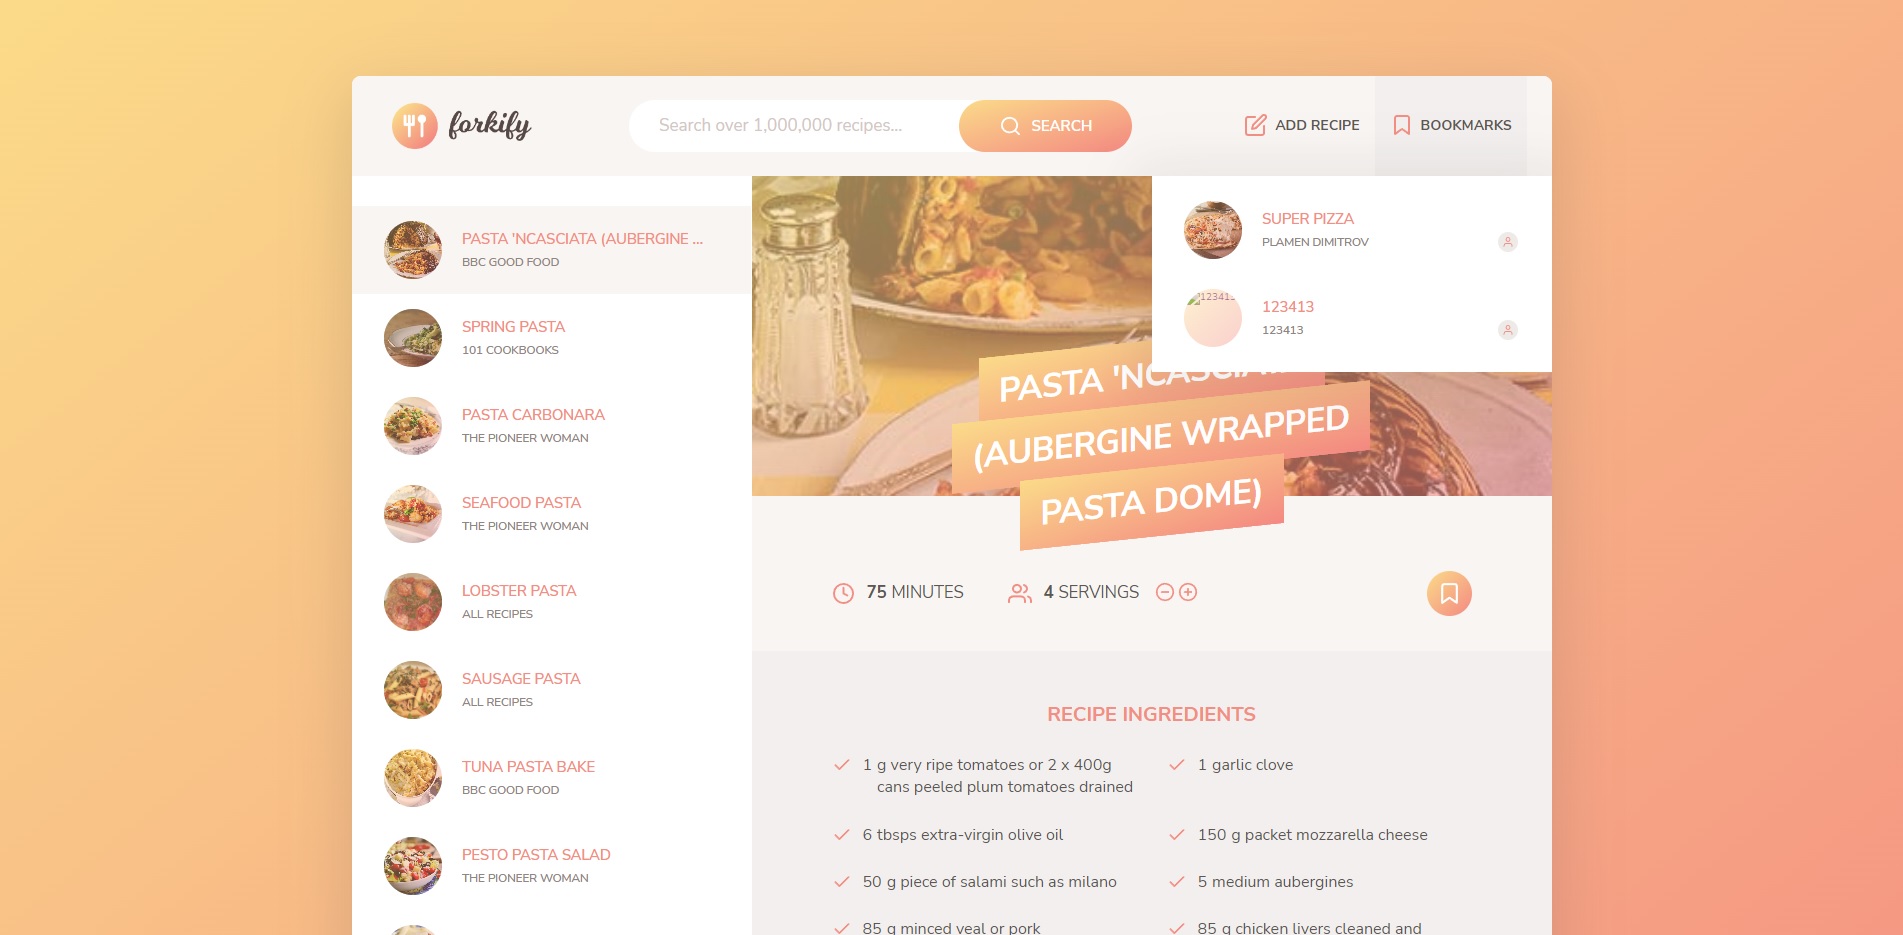 forkify
Search over 1,000,000 recipes...
SEARCH
ADD RECIPE
BOOKMARKS
PASTA 'NCASCIATA (AUBERGINE ...
BBC GOOD FOOD
SPRING PASTA
101 COOKBOOKS
PASTA CARBONARA
THE PIONEER WOMAN
SEAFOOD PASTA
THE PIONEER WOMAN
LOBSTER PASTA
ALL RECIPES
SAUSAGE PASTA
ALL RECIPES
TUNA PASTA BAKE
BBC GOOD FOOD
PESTO PASTA SALAD
THE PIONEER WOMAN
SUPER PIZZA
PLAMEN DIMITROV
12341
123413
123413
PASTA
(AUBERGINE WRAPPED
PASTA DOME)
75 MINUTES
4 SERVINGS
RECIPE INGREDIENTS
1 g very ripe tomatoes or 2 x 400g
cans peeled plum tomatoes drained
1 garlic clove
6 tbsps extra-virgin olive oil
150 g packet mozzarella cheese
50 g piece of salami such as milano
5 medium aubergines
85 g minced veal or pork
85 g chicken livers cleaned and